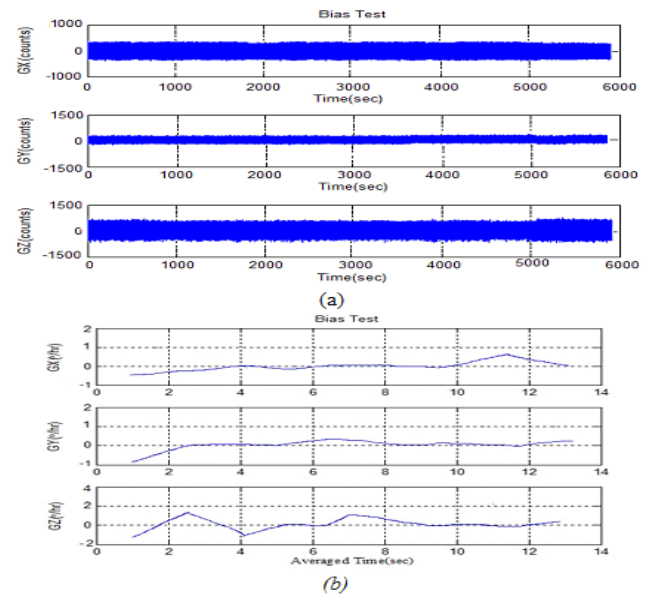 Bias Test
1000
0
-1000
GX(counts)
0 1000 2000 3000 4000 5000 6000
Time(sec)
1500
0
-1500
GY(counts)
0 1000 2000 3000 4000 5000 6000
Time(sec)
1500
0
-1500
GZ(counts)
0 1000 2000 3000 4000 5000 6000
Time(sec)
(a)
Bias Test
2
1
0
-1
GX(°/hr)
0 2 4 6 8 10 12 14
2
1
0
-1
GY(°/hr)
0 2 4 6 8 10 12 14
4
2
0
-2
GZ(°/hr)
0 2 4 6 8 10 12 14
Averaged Time(sec)
(b)